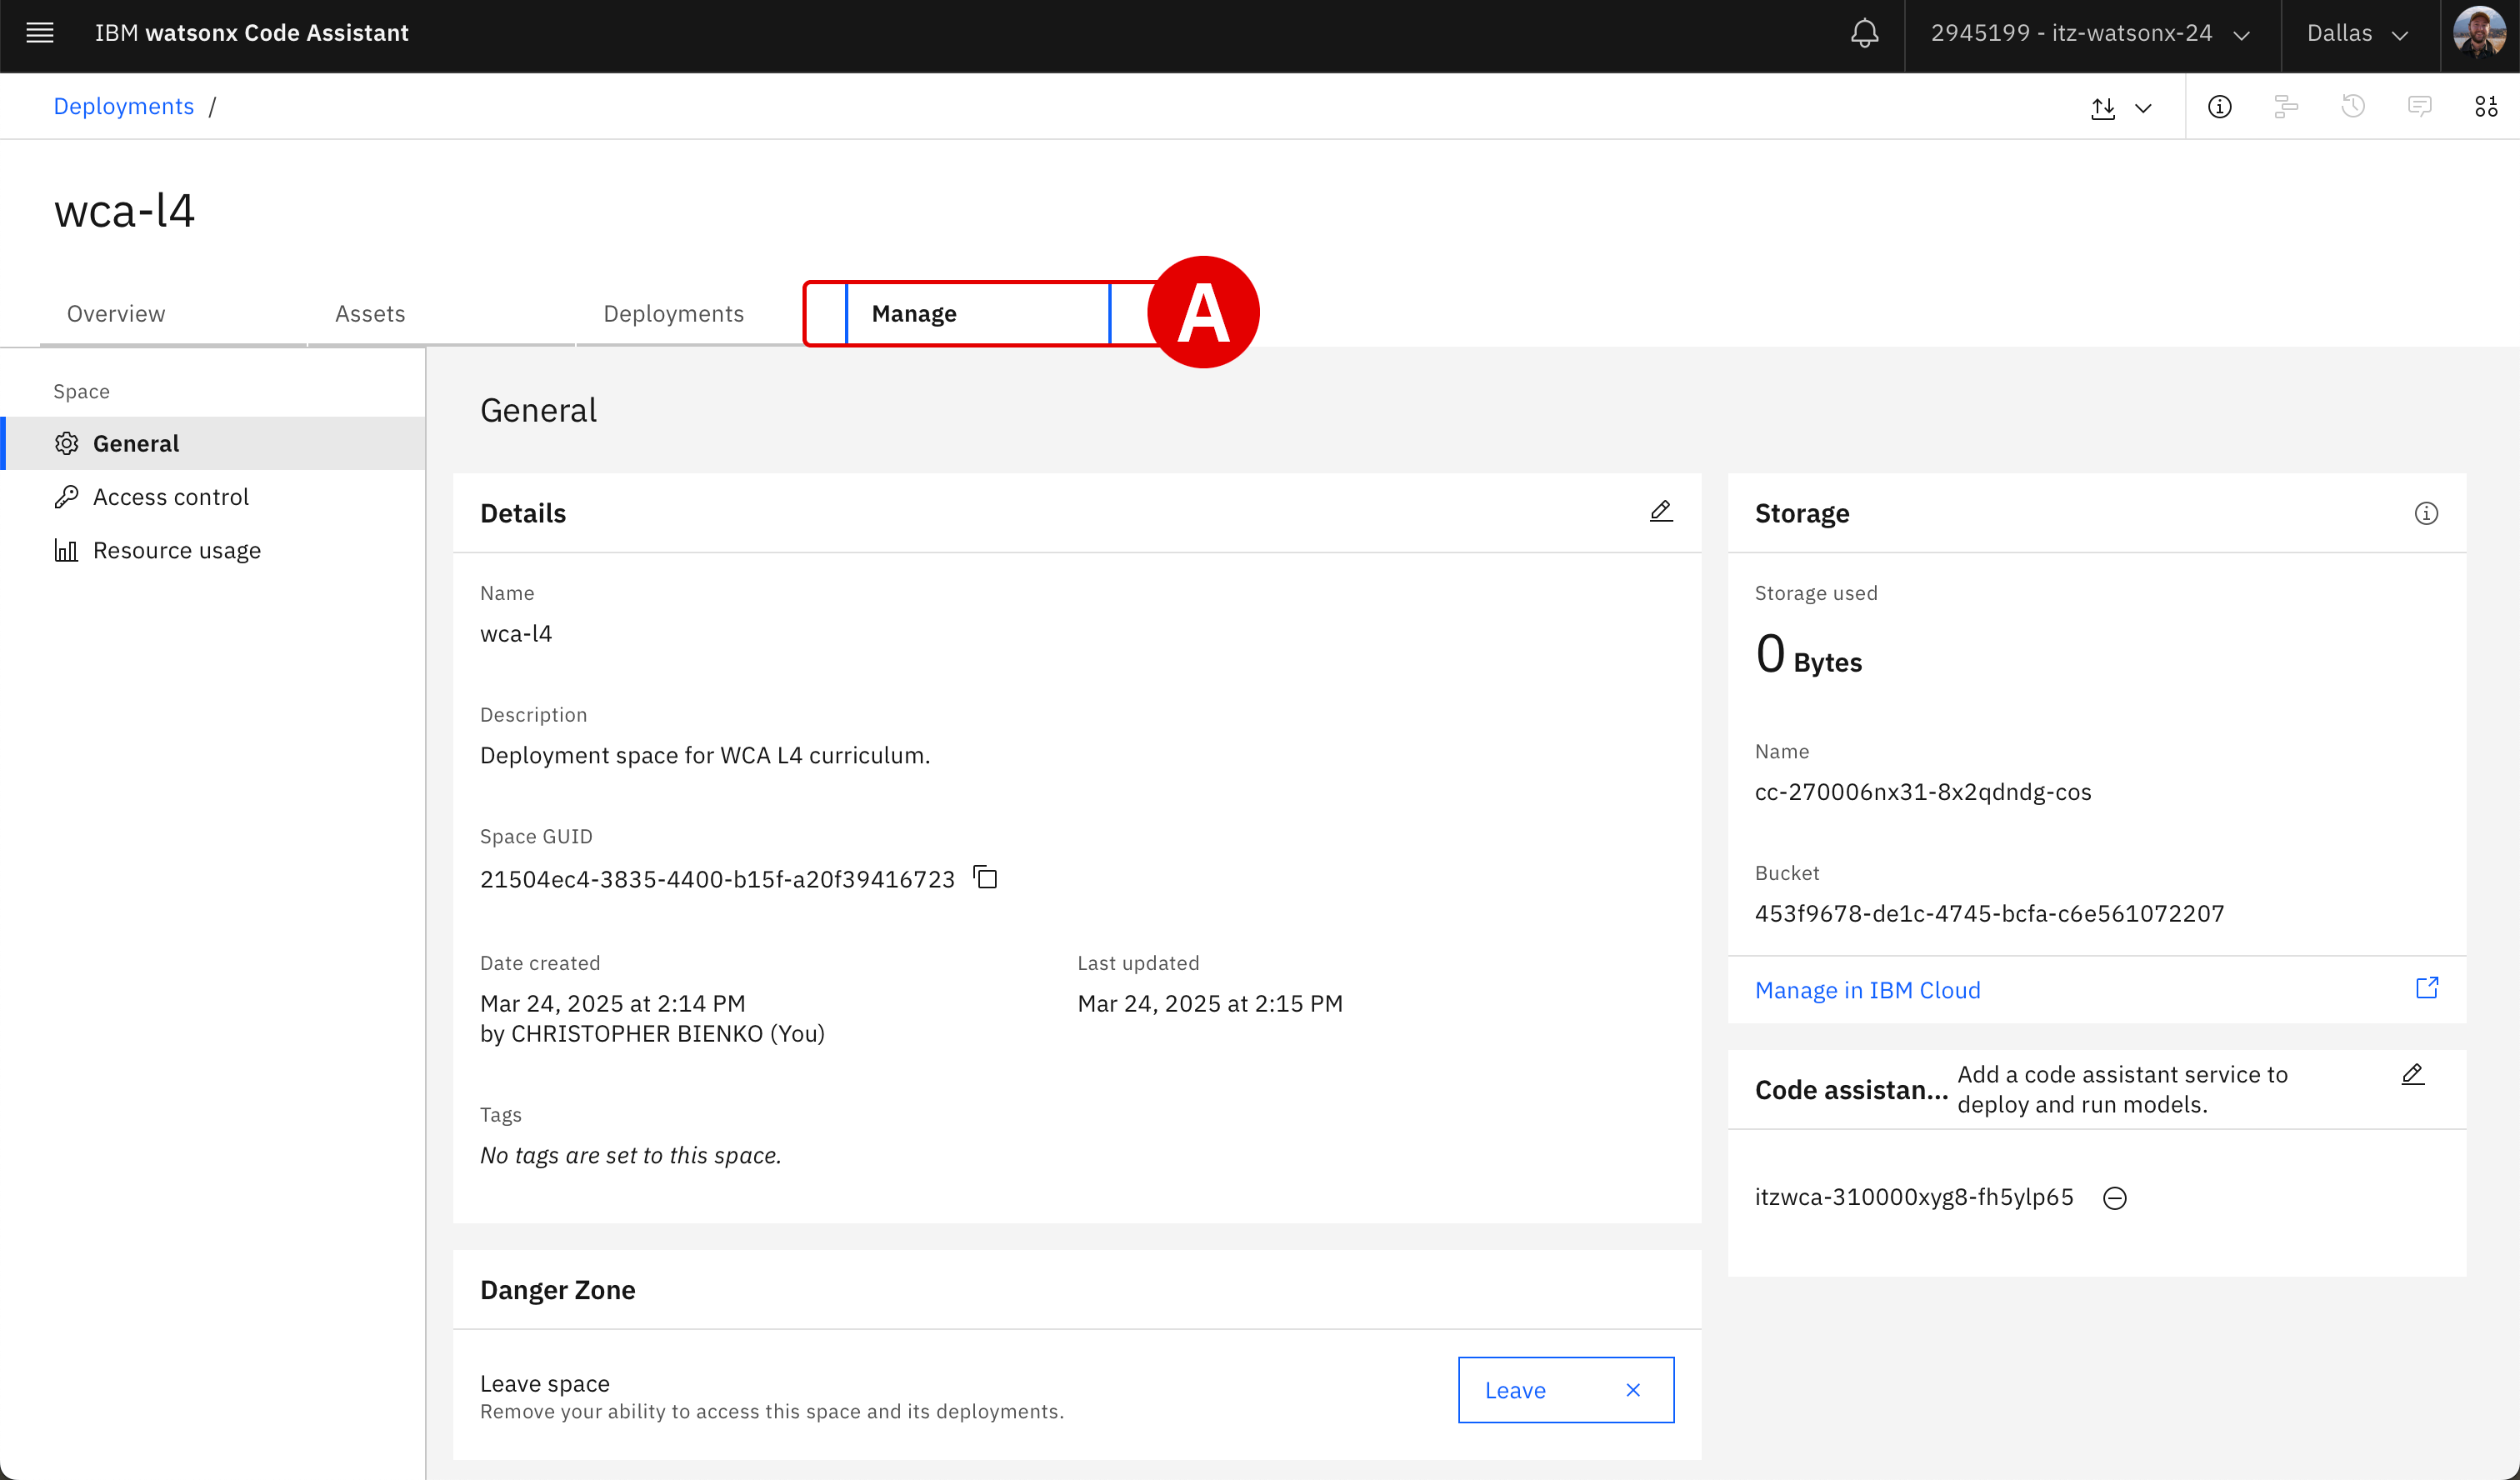 IBM watsonx Code Assistant
2945199 - itz-watsonx-24
Dallas
Deployments /
wca-l4
Overview
Assets
Deployments
Manage
A
Space
General
Access control
Resource usage
General
Details
Name
wca-l4
Description
Deployment space for WCA L4 curriculum.
Space GUID
21504ec4-3835-4400-b15f-a20f39416723
Date created
Mar 24, 2025 at 2:14 PM
by CHRISTOPHER BIENKO (You)
Last updated
Mar 24, 2025 at 2:15 PM
Tags
No tags are set to this space.
Danger Zone
Leave space
Remove your ability to access this space and its deployments.
Leave
Storage
Storage used
0 Bytes
Name
cc-270006nx31-8x2qdndg-cos
Bucket
453f9678-de1c-4745-bcfa-c6e561072207
Manage in IBM Cloud
Code assistan...
Add a code assistant service to
deploy and run models.
itzwca-310000xyg8-fh5ylp65